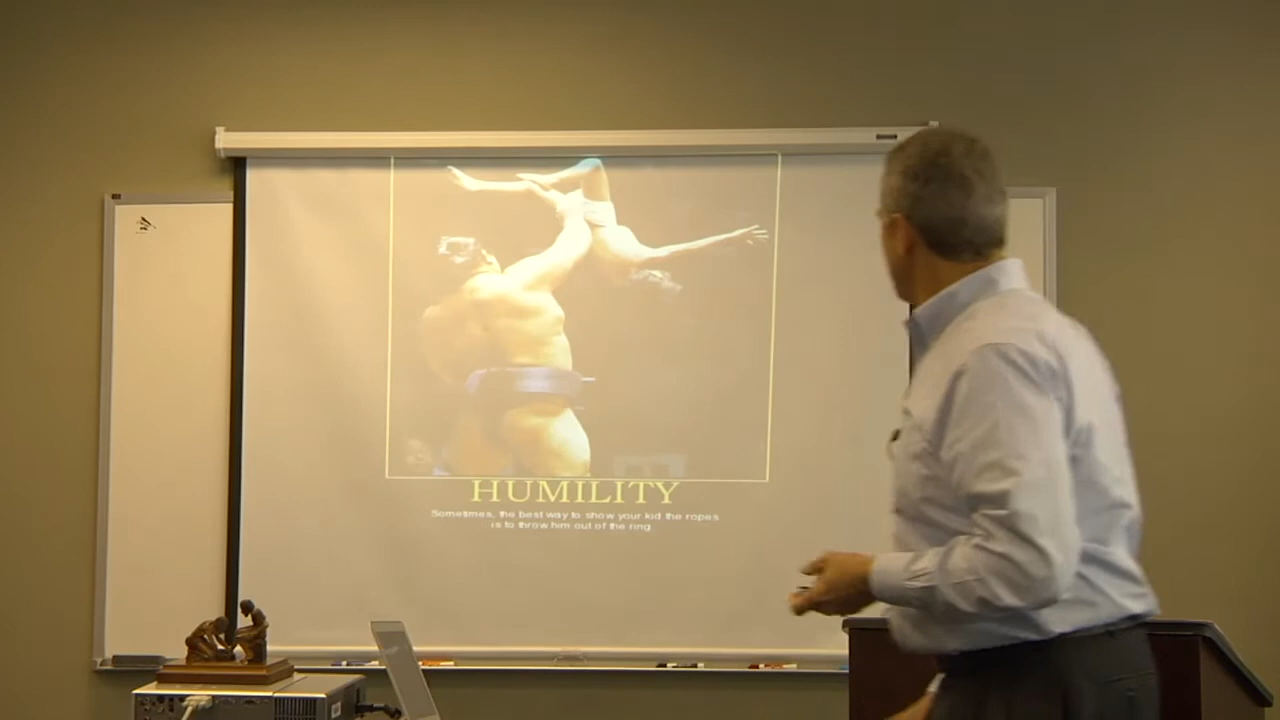 HUMILITY
Sometimes, the best way to show your kid the ropes
is to throw him out of the ring